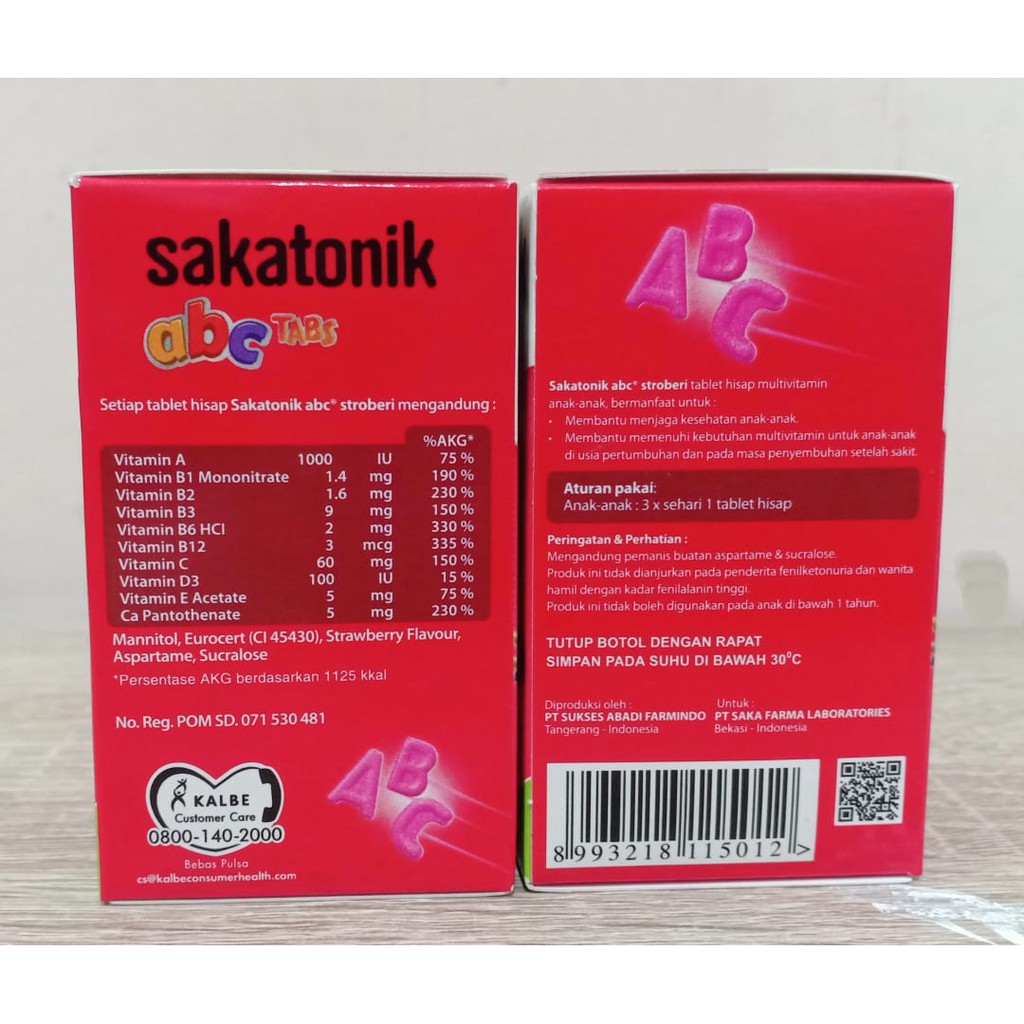 sakatonik
abc TABS
Setiap tablet hisap Sakatonik abc® stroberi mengandung :
%AKG*
Vitamin A 1000 IU 75 %
Vitamin B1 Mononitrate 1.4 mg 190 %
Vitamin B2 1.6 mg 230 %
Vitamin B3 9 mg 150 %
Vitamin B6 HCl 2 mg 330 %
Vitamin B12 3 mcg 335 %
Vitamin C 60 mg 150 %
Vitamin D3 100 IU 15 %
Vitamin E Acetate 5 mg 75 %
Ca Pantothenate 5 mg 230 %
Mannitol, Eurocert (CI 45430), Strawberry Flavour,
Aspartame, Sucralose
*Persentase AKG berdasarkan 1125 kkal
No. Reg. POM SD. 071 530 481
ABC
KALBE
Customer Care
0800-140-2000
Bebas Pulsa
cs@kalbeconsumerhealth.com
ABC
Sakatonik abc® stroberi tablet hisap multivitamin
anak-anak, bermanfaat untuk :
• Membantu menjaga kesehatan anak-anak.
• Membantu memenuhi kebutuhan multivitamin untuk anak-anak
di usia pertumbuhan dan pada masa penyembuhan setelah sakit.
Aturan pakai:
Anak-anak : 3 x sehari 1 tablet hisap
Peringatan & Perhatian :
Mengandung pemanis buatan aspartame & sucralose.
Produk ini tidak dianjurkan pada penderita fenilketonuria dan wanita
hamil dengan kadar fenilalanin tinggi.
Produk ini tidak boleh digunakan pada anak di bawah 1 tahun.
TUTUP BOTOL DENGAN RAPAT
SIMPAN PADA SUHU DI BAWAH 30°C
Diproduksi oleh : Untuk :
PT SUKSES ABADI FARMINDO PT SAKA FARMA LABORATORIES
Tangerang - Indonesia Bekasi - Indonesia
8 993218 115012 >